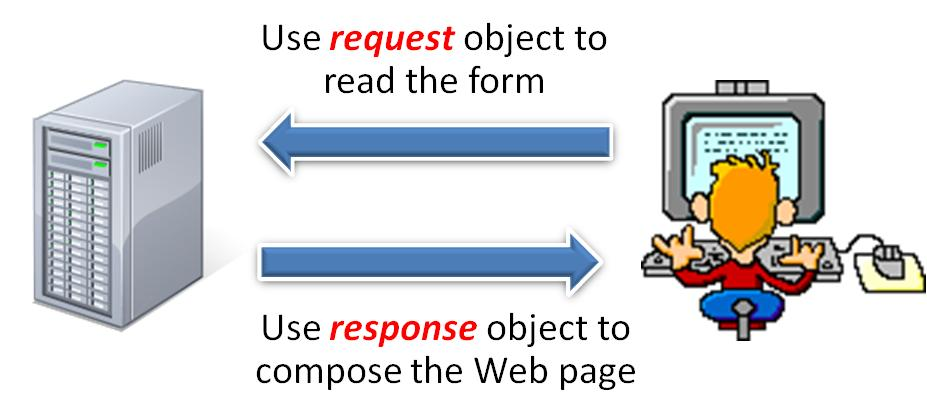 Use request object to
read the form
Use response object to
compose the Web page